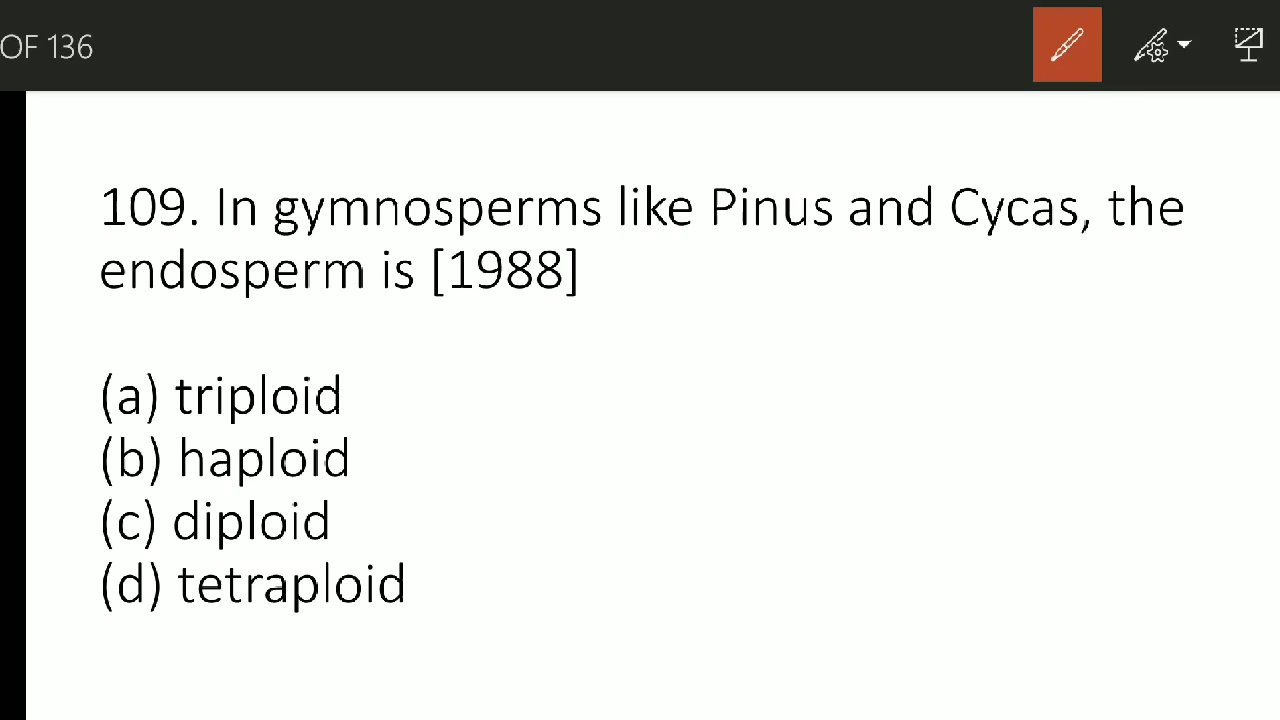 OF 136
109. In gymnosperms like Pinus and Cycas, the
endosperm is [1988]
(a) triploid
(b) haploid
(c) diploid
(d) tetraploid